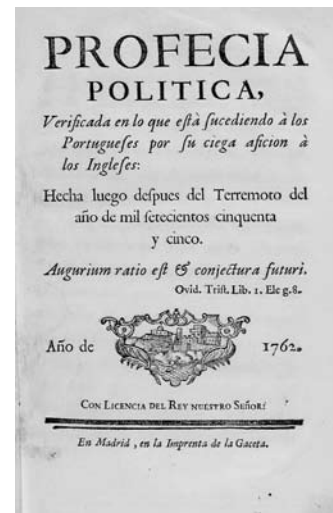 PROFECIA
POLITICA,
Verificada en lo que eſtà ſucediendo à los
Portugueſes por ſu ciega aficion à
los Ingleſes:
Hecha luego deſpues del Terremoto del
año de mil ſetecientos cinquenta
y cinco.
Augurium ratio eſt & conjectura futuri.
Ovid. Triſt. Lib. 1. Eleg. 8.
Año de 1762.
CON LICENCIA DEL REY NUESTRO SEÑOR:
En Madrid, en la Imprenta de la Gaceta.